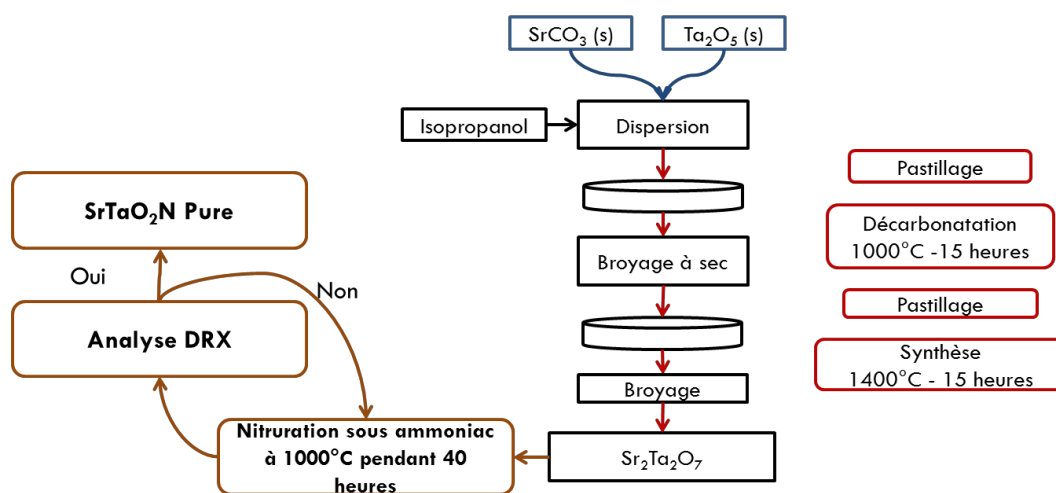 SrCO₃ (s)
Ta₂O₅ (s)
Isopropanol
Dispersion
Pastillage
Décarbonatation
1000°C -15 heures
Broyage à sec
Pastillage
Synthèse
1400°C - 15 heures
Broyage
Sr₂Ta₂O₇
Nitruration sous ammoniac
à 1000°C pendant 40
heures
Analyse DRX
Oui
Non
SrTaO₂N Pure